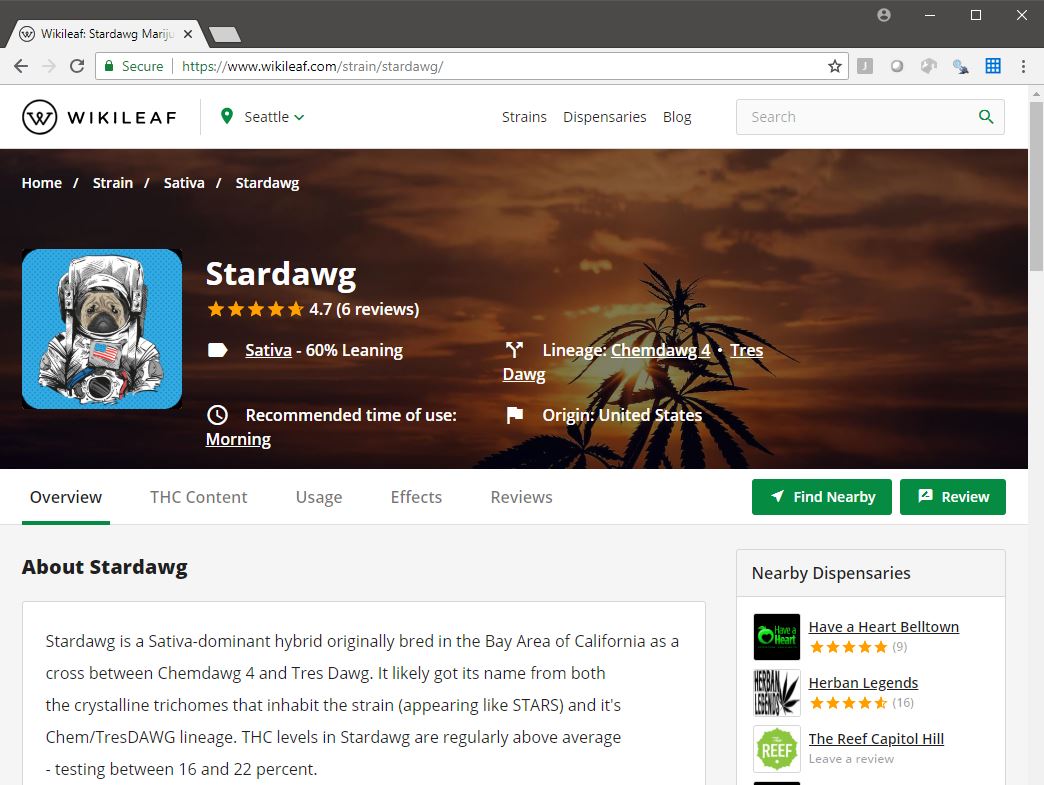 Wikileaf: Stardawg Mariju
Secure https://www.wikileaf.com/strain/stardawg/
WIKILEAF Seattle Strains Dispensaries Blog Search
Home / Strain / Sativa / Stardawg
Stardawg
4.7 (6 reviews)
Sativa - 60% Leaning
Lineage: Chemdawg 4 • Tres
Dawg
Recommended time of use:
Morning
Origin: United States
Overview THC Content Usage Effects Reviews Find Nearby Review
About Stardawg
Stardawg is a Sativa-dominant hybrid originally bred in the Bay Area of California as a
cross between Chemdawg 4 and Tres Dawg. It likely got its name from both
the crystalline trichomes that inhabit the strain (appearing like STARS) and it's
Chem/TresDAWG lineage. THC levels in Stardawg are regularly above average
- testing between 16 and 22 percent.
Nearby Dispensaries
Have a
Heart
Have a Heart Belltown
(9)
HERBAN
LEGENDS
Herban Legends
(16)
THE
REEF
The Reef Capitol Hill
Leave a review